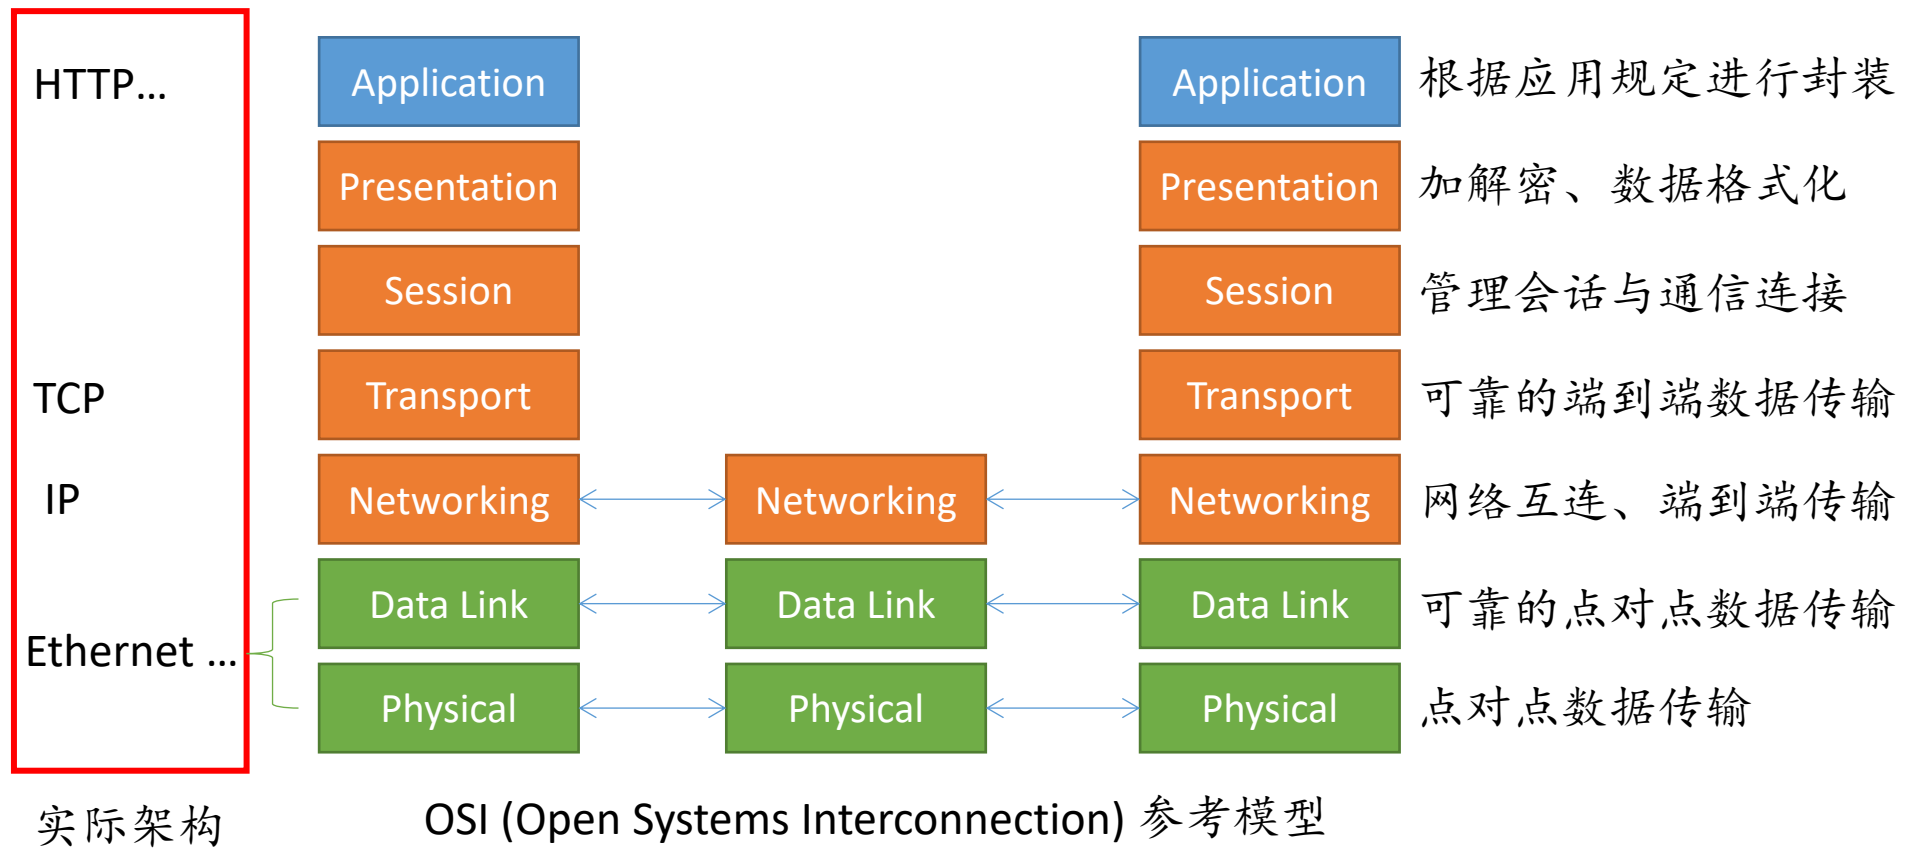 HTTP...
Application
Application
根据应用规定进行封装
Presentation
Presentation
加解密、数据格式化
Session
Session
管理会话与通信连接
TCP
Transport
Transport
可靠的端到端数据传输
IP
Networking
Networking
Networking
网络互连、端到端传输
Ethernet ...
Data Link
Data Link
Data Link
可靠的点对点数据传输
Physical
Physical
Physical
点对点数据传输
实际架构
OSI (Open Systems Interconnection) 参考模型